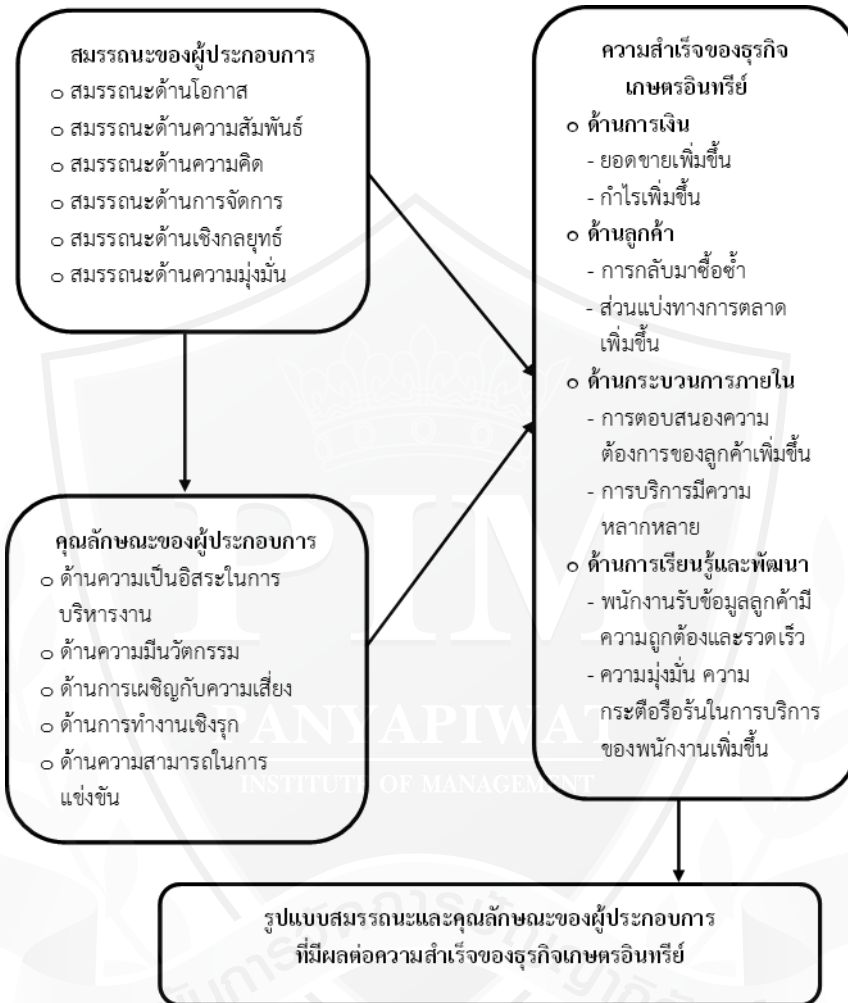 สมรรถนะของผู้ประกอบการ
o สมรรถนะด้านโอกาส
o สมรรถนะด้านความสัมพันธ์
o สมรรถนะด้านความคิด
o สมรรถนะด้านการจัดการ
o สมรรถนะด้านเชิงกลยุทธ์
o สมรรถนะด้านความมุ่งมั่น
คุณลักษณะของผู้ประกอบการ
o ด้านความเป็นอิสระในการ
บริหารงาน
o ด้านความมีนวัตกรรม
o ด้านการเผชิญกับความเสี่ยง
o ด้านการทำงานเชิงรุก
o ด้านความสามารถในการ
แข่งขัน
ความสำเร็จของธุรกิจ
เกษตรอินทรีย์
o ด้านการเงิน
- ยอดขายเพิ่มขึ้น
- กำไรเพิ่มขึ้น
o ด้านลูกค้า
- การกลับมาซื้อซ้ำ
- ส่วนแบ่งทางการตลาด
เพิ่มขึ้น
o ด้านกระบวนการภายใน
- การตอบสนองความ
ต้องการของลูกค้าเพิ่มขึ้น
- การบริการมีความ
หลากหลาย
o ด้านการเรียนรู้และพัฒนา
- พนักงานรับข้อมูลลูกค้ามี
ความถูกต้องและรวดเร็ว
- ความมุ่งมั่น ความ
กระตือรือร้นในการบริการ
ของพนักงานเพิ่มขึ้น
รูปแบบสมรรถนะและคุณลักษณะของผู้ประกอบการ
ที่มีผลต่อความสำเร็จของธุรกิจเกษตรอินทรีย์
PIM
PANYAPIWAT
INSTITUTE OF MANAGEMENT